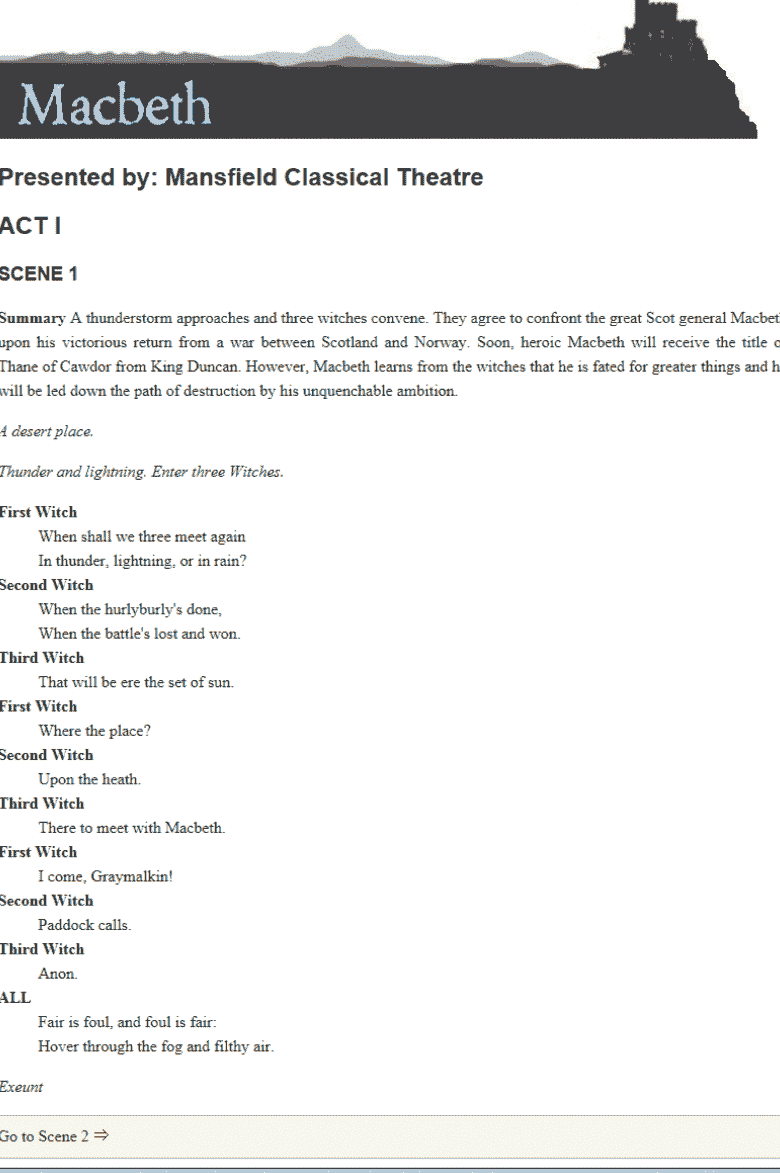 Macbeth
Presented by: Mansfield Classical Theatre
ACT I
SCENE 1
Summary A thunderstorm approaches and three witches convene. They agree to confront the great Scot general Macbet
upon his victorious return from a war between Scotland and Norway. Soon, heroic Macbeth will receive the title o
Thane of Cawdor from King Duncan. However, Macbeth learns from the witches that he is fated for greater things and h
will be led down the path of destruction by his unquenchable ambition.
A desert place.
Thunder and lightning. Enter three Witches.
First Witch
When shall we three meet again
In thunder, lightning, or in rain?
Second Witch
When the hurlyburly's done,
When the battle's lost and won.
Third Witch
That will be ere the set of sun.
First Witch
Where the place?
Second Witch
Upon the heath.
Third Witch
There to meet with Macbeth.
First Witch
I come, Graymalkin!
Second Witch
Paddock calls.
Third Witch
Anon.
ALL
Fair is foul, and foul is fair:
Hover through the fog and filthy air.
Exeunt
Go to Scene 2 ⇒